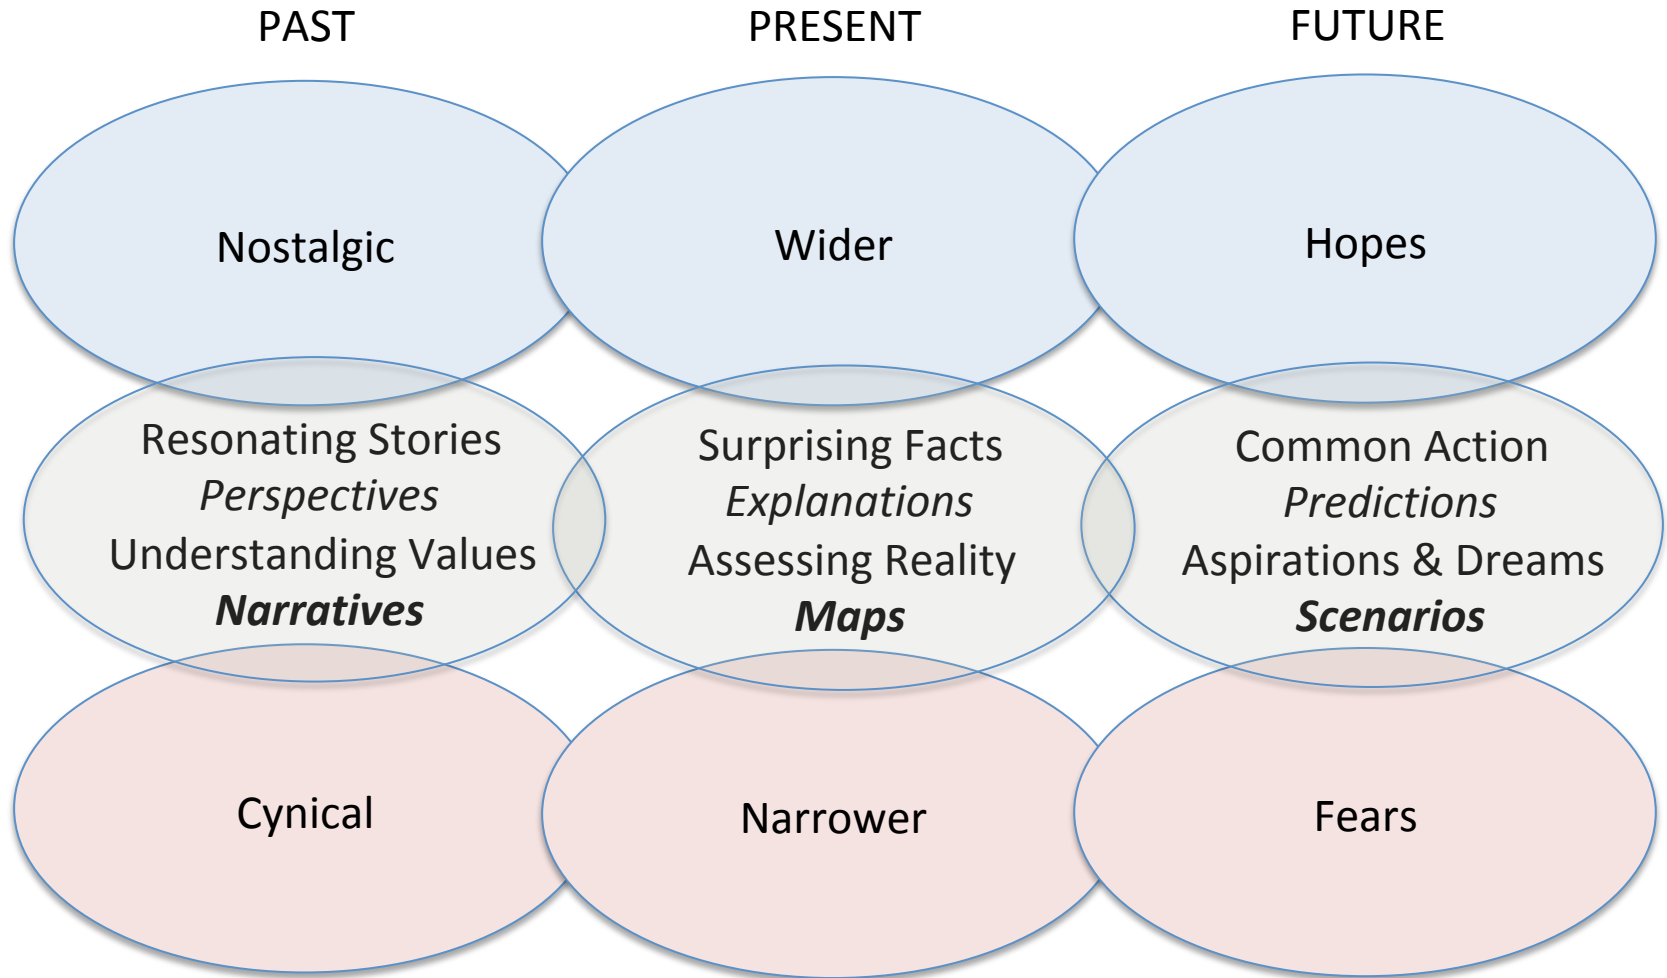 PAST
PRESENT
FUTURE
Nostalgic
Wider
Hopes
Resonating Stories
Perspectives
Understanding Values
Narratives
Surprising Facts
Explanations
Assessing Reality
Maps
Common Action
Predictions
Aspirations & Dreams
Scenarios
Cynical
Narrower
Fears